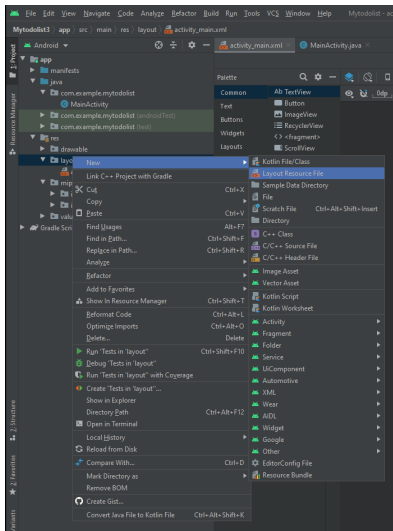 File Edit View Navigate Code Analyze Refactor Build Run Tools VCS Window Help Mytodolist -
Mytodolist3 app src main res layout activity_main.xml
Android
activity_main.xml
MainActivity.java
1: Project
Resource Manager
2: Structure
2: Favorites
Variants
app
manifests
java
com.example.mytodolist
MainActivity
com.example.mytodolist (androidTest)
com.example.mytodolist (test)
res
drawable
Gradle Scri
Palette
Common
Text
Buttons
Widgets
Layouts
Ab TextView
Button
ImageView
RecyclerView
<> <fragment>
ScrollView
0dp
New
Link C++ Project with Gradle
Cut Ctrl+X
Copy
Paste Ctrl+V
Find Usages Alt+F7
Find in Path... Ctrl+Shift+F
Replace in Path... Ctrl+Shift+R
Analyze
Refactor
Add to Favorites
Show In Resource Manager Ctrl+Shift+T
Reformat Code Ctrl+Alt+L
Optimize Imports Ctrl+Alt+O
Delete... Delete
Run 'Tests in 'layout'' Ctrl+Shift+F10
Debug 'Tests in 'layout''
Run 'Tests in 'layout'' with Coverage
Create 'Tests in 'layout''...
Show in Explorer
Directory Path Ctrl+Alt+F12
Open in Terminal
Local History
Reload from Disk
Compare With... Ctrl+D
Mark Directory as
Remove BOM
Create Gist...
Convert Java File to Kotlin File Ctrl+Alt+Shift+K
Kotlin File/Class
Layout Resource File
Sample Data Directory
File
Scratch File Ctrl+Alt+Shift+Insert
Directory
C++ Class
C/C++ Source File
C/C++ Header File
Image Asset
Vector Asset
Kotlin Script
Kotlin Worksheet
Activity
Fragment
Folder
Service
UiComponent
Automotive
XML
Wear
AIDL
Widget
Google
Other
EditorConfig File
Resource Bundle